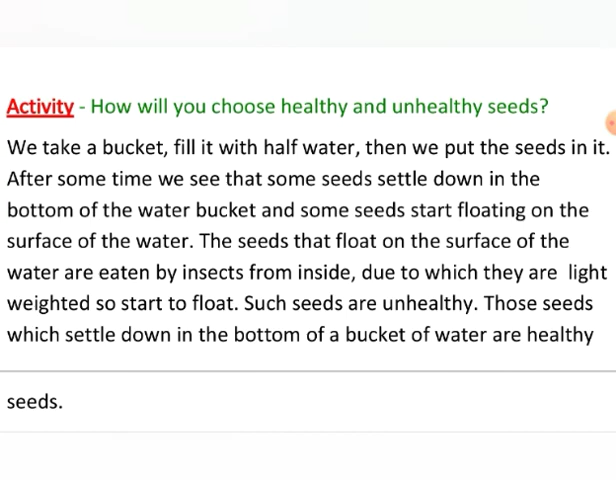 Activity - How will you choose healthy and unhealthy seeds?
We take a bucket, fill it with half water, then we put the seeds in it.
After some time we see that some seeds settle down in the
bottom of the water bucket and some seeds start floating on the
surface of the water. The seeds that float on the surface of the
water are eaten by insects from inside, due to which they are light
weighted so start to float. Such seeds are unhealthy. Those seeds
which settle down in the bottom of a bucket of water are healthy
seeds.